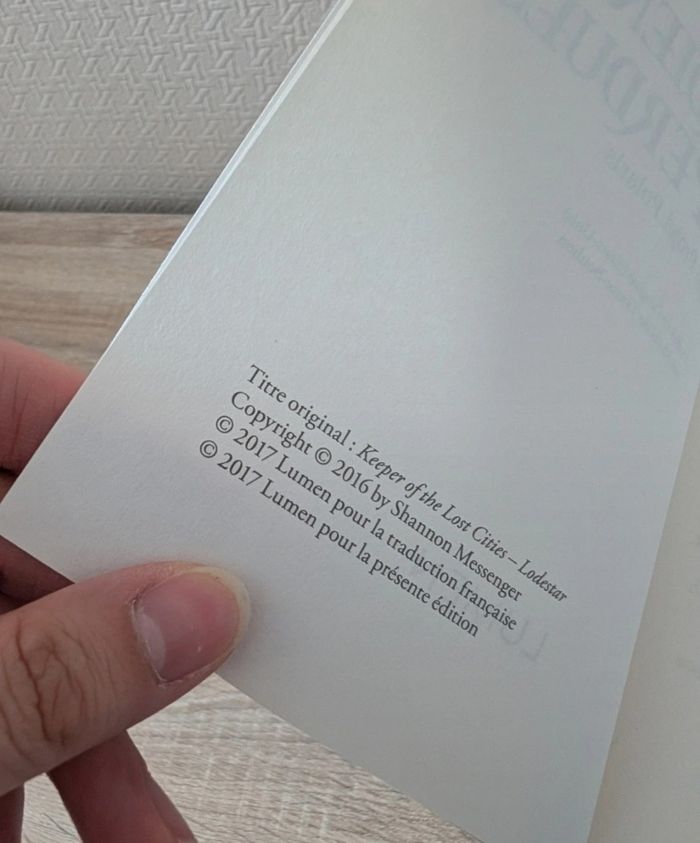 Titre original : Keeper of the Lost Cities – Lodestar
Copyright © 2016 by Shannon Messenger
© 2017 Lumen pour la traduction française
© 2017 Lumen pour la présente édition